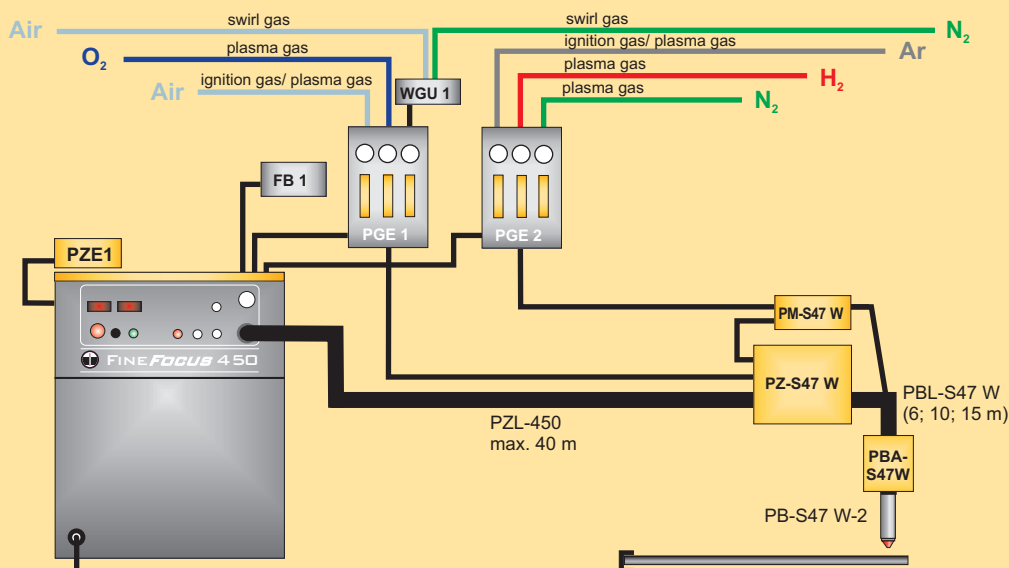 Air
swirl gas
swirl gas
N₂
O₂
plasma gas
ignition gas/ plasma gas
Ar
Air
ignition gas/ plasma gas
plasma gas
H₂
WGU 1
plasma gas
N₂
FB 1
PGE 1
PGE 2
PZE1
FINEFOCUS 450
PM-S47 W
PZ-S47 W
PZL-450
max. 40 m
PBL-S47 W
(6; 10; 15 m)
PBA-
S47W
PB-S47 W-2